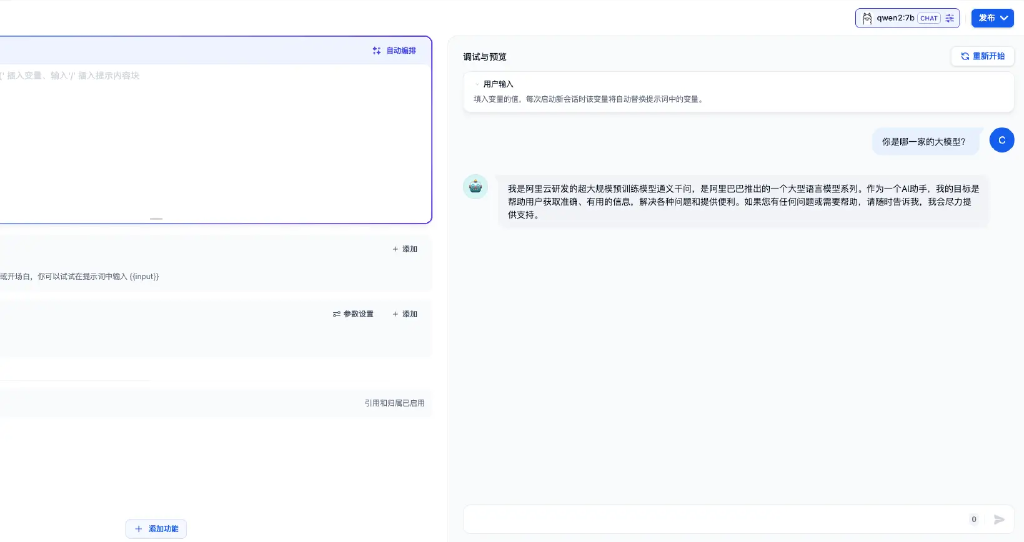 qwen2:7b CHAT
发布
自动编排
' 插入变量、输入'/' 插入提示内容块
添加
或开场白，你可以试试在提示词中输入 {{input}}
参数设置
添加
引用和归属已启用
添加功能
调试与预览
重新开始
用户输入
填入变量的值，每次启动新会话时该变量将自动替换提示词中的变量。
你是哪一家的大模型?
C
我是阿里云研发的超大规模预训练模型通义千问，是阿里巴巴推出的一个大型语言模型系列。作为一个AI助手，我的目标是
帮助用户获取准确、有用的信息，解决各种问题和提供便利。如果您有任何问题或需要帮助，请随时告诉我，我会尽力提
供支持。
0